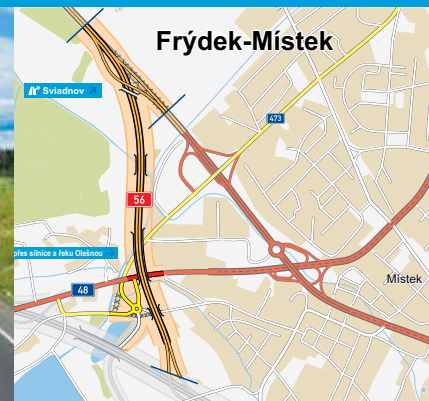 Frýdek-Místek
Sviadnov
473
56
přes silnice a řeku Olešnou
48
Místek